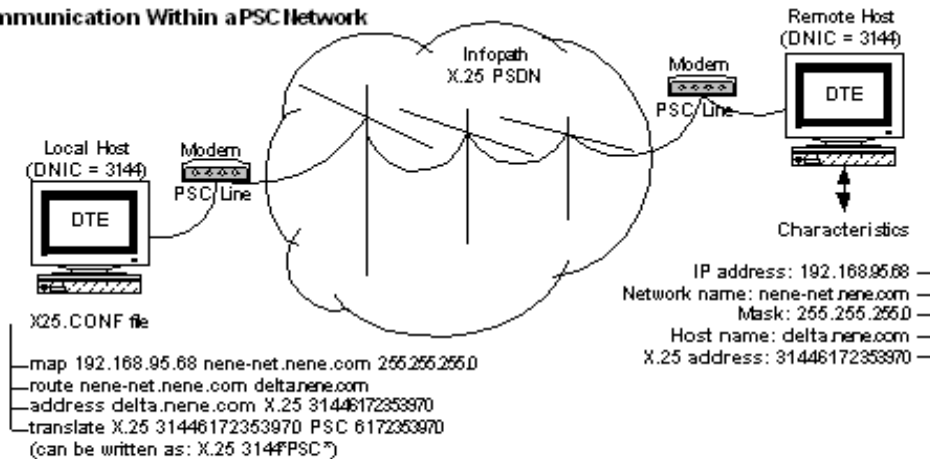 mmunication Within a PSC Network
Remote Host
(DNIC = 3144)
Infopath
X.25 PSDN
Modem
PSC Line
DTE
Local Host
(DNIC = 3144)
Modem
PSC Line
DTE
Characteristics
IP address: 192.168.95.68
Network name: nene-net.nene.com
Mask: 255.255.255.0
Host name: delta.nene.com
X.25 address: 31446172353970
X25.CONF file
map 192.168.95.68 nene-net.nene.com 255.255.255.0
route nene-net.nene.com delta.nene.com
address delta.nene.com X.25 31446172353970
translate X.25 31446172353970 PSC 6172353970
(can be written as: X.25 3144*PSC*)